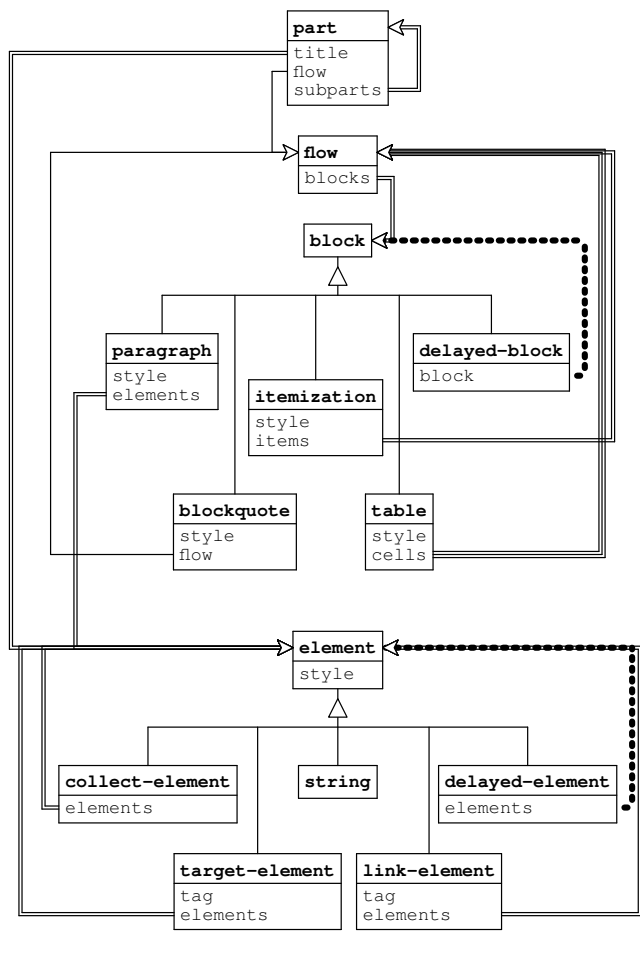 part
title
flow
subparts
flow
blocks
block
paragraph
style
elements
delayed-block
block
itemization
style
items
blockquote
style
flow
table
style
cells
element
style
collect-element
elements
string
delayed-element
elements
target-element
tag
elements
link-element
tag
elements